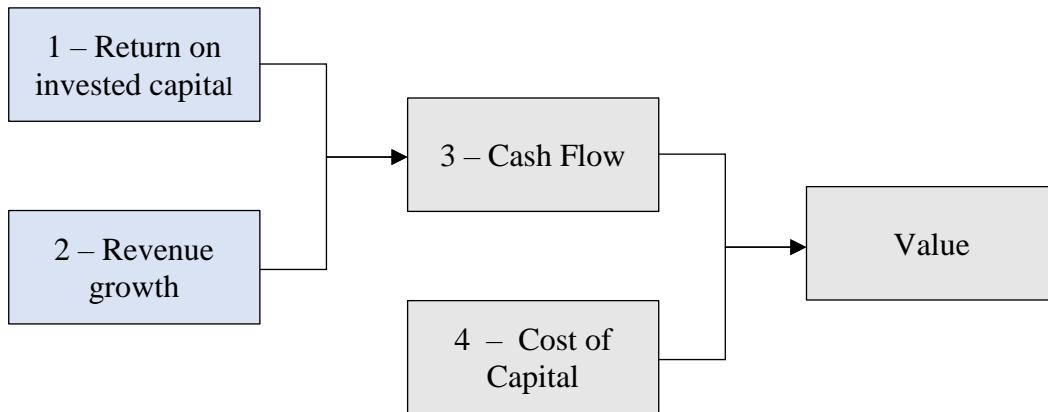 1 – Return on
invested capital
2 – Revenue
growth
3 – Cash Flow
4 – Cost of
Capital
Value